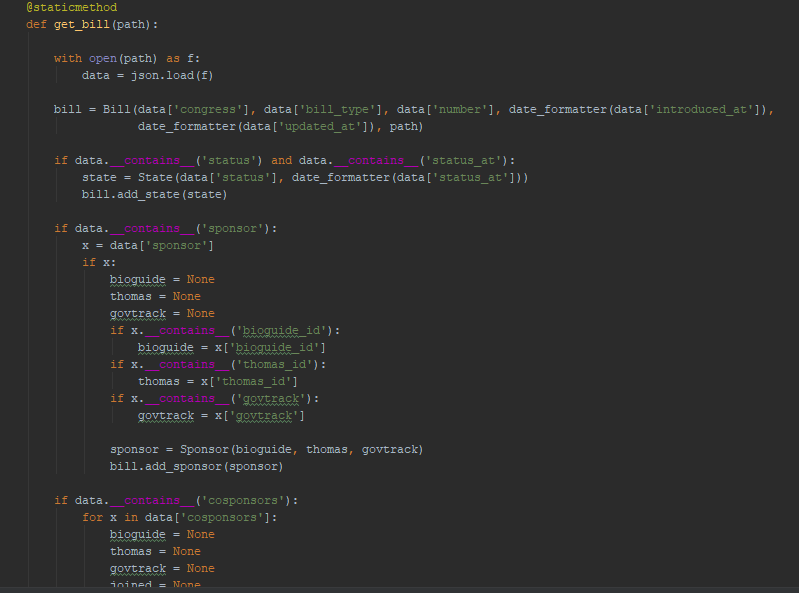 @staticmethod
def get_bill(path):
with open(path) as f:
data = json.load(f)
bill = Bill(data['congress'], data['bill_type'], data['number'], date_formatter(data['introduced_at']),
date_formatter(data['updated_at']), path)
if data.__contains__('status') and data.__contains__('status_at'):
state = State(data['status'], date_formatter(data['status_at']))
bill.add_state(state)
if data.__contains__('sponsor'):
x = data['sponsor']
if x:
bioguide = None
thomas = None
govtrack = None
if x.__contains__('bioguide_id'):
bioguide = x['bioguide_id']
if x.__contains__('thomas_id'):
thomas = x['thomas_id']
if x.__contains__('govtrack'):
govtrack = x['govtrack']
sponsor = Sponsor(bioguide, thomas, govtrack)
bill.add_sponsor(sponsor)
if data.__contains__('cosponsors'):
for x in data['cosponsors']:
bioguide = None
thomas = None
govtrack = None
joined = None